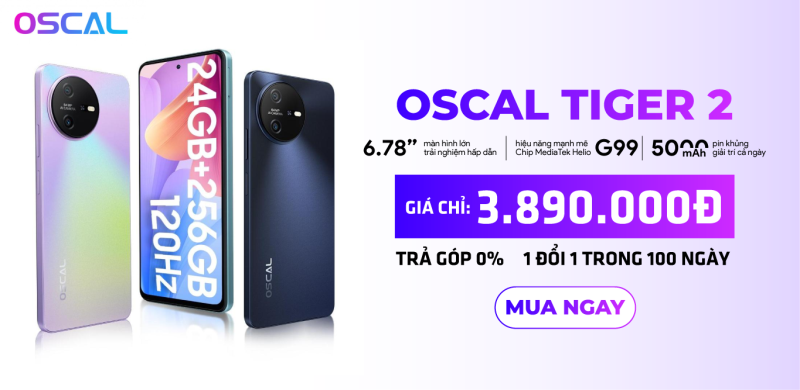 OSCAL
24GB+256GB
120HZ
OSCAL
OSCAL
OSCAL TIGER 2
6.78”
màn hình lớn
trải nghiệm hấp dẫn
hiệu năng mạnh mẽ
Chip MediaTek Helio
G99
5000 mAh
pin khủng
giải trí cả ngày
GIÁ CHỈ: 3.890.000Đ
TRẢ GÓP 0% 1 ĐỔI 1 TRONG 100 NGÀY
MUA NGAY